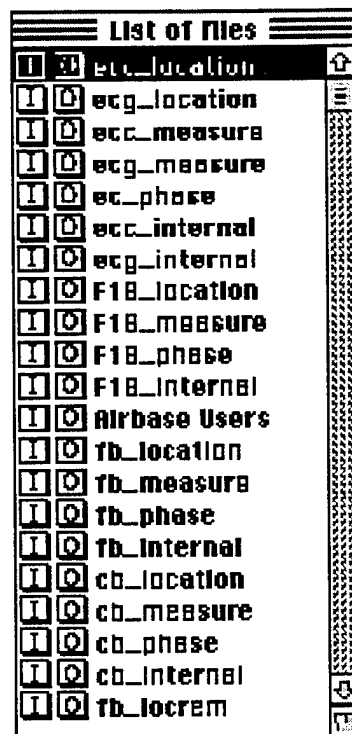 List of files
I O ecc_location
I O ecg_location
I O ecc_measure
I O ecg_measure
I O ec_phase
I O ecc_internal
I O ecg_internal
I O F18_location
I O F18_measure
I O F18_phase
I O F18_internal
I O Airbase Users
I O fb_location
I O fb_measure
I O fb_phase
I O fb_internal
I O cb_location
I O cb_measure
I O cb_phase
I O cb_internal
I O fb_locrem